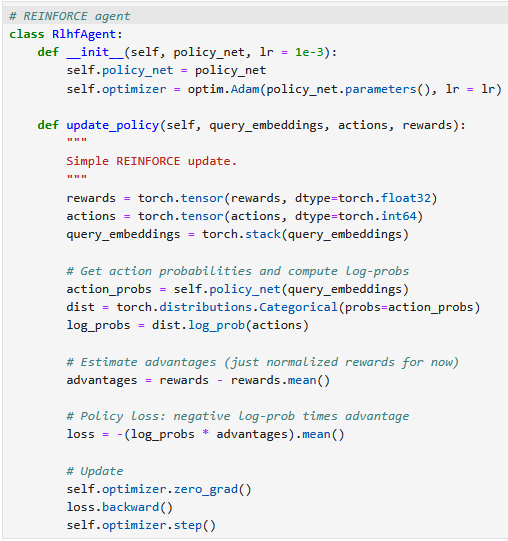 # REINFORCE agent
class RlhfAgent:
    def __init__(self, policy_net, lr = 1e-3):
        self.policy_net = policy_net
        self.optimizer = optim.Adam(policy_net.parameters(), lr = lr)

    def update_policy(self, query_embeddings, actions, rewards):
        """
        Simple REINFORCE update.
        """
        rewards = torch.tensor(rewards, dtype=torch.float32)
        actions = torch.tensor(actions, dtype=torch.int64)
        query_embeddings = torch.stack(query_embeddings)

        # Get action probabilities and compute log-probs
        action_probs = self.policy_net(query_embeddings)
        dist = torch.distributions.Categorical(probs=action_probs)
        log_probs = dist.log_prob(actions)

        # Estimate advantages (just normalized rewards for now)
        advantages = rewards - rewards.mean()

        # Policy loss: negative log-prob times advantage
        loss = -(log_probs * advantages).mean()

        # Update
        self.optimizer.zero_grad()
        loss.backward()
        self.optimizer.step()